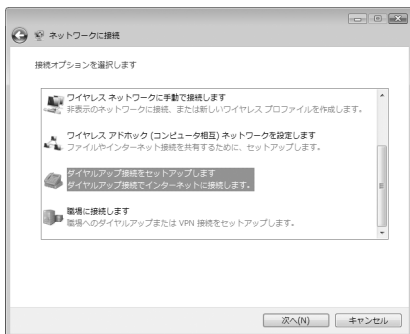 ネットワークに接続
接続オプションを選択します
ワイヤレス ネットワークに手動で接続します
非表示のネットワークに接続、または新しいワイヤレス プロファイルを作成します。
ワイヤレス アドホック (コンピュータ相互) ネットワークを設定します
ファイルやインターネット接続を共有するために、セットアップします。
ダイヤルアップ接続をセットアップします
ダイヤルアップ接続でインターネットに接続します。
職場に接続します
職場へのダイヤルアップまたは VPN 接続をセットアップします。
次へ(N)
キャンセル